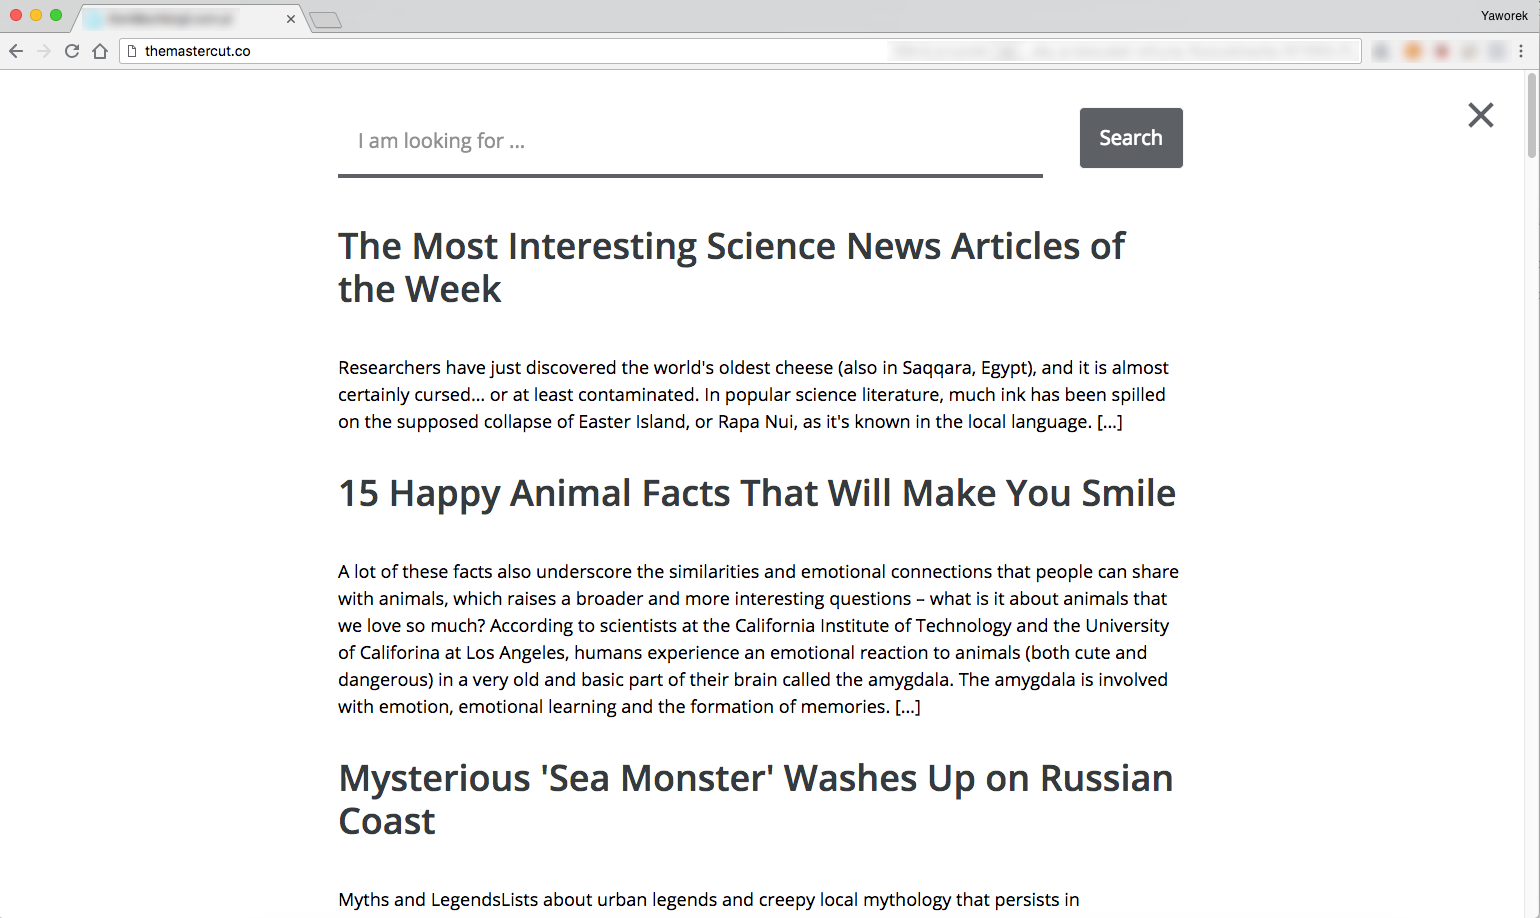 Yaworek
themastercut.co
I am looking for ...
Search
The Most Interesting Science News Articles of
the Week
Researchers have just discovered the world's oldest cheese (also in Saqqara, Egypt), and it is almost
certainly cursed... or at least contaminated. In popular science literature, much ink has been spilled
on the supposed collapse of Easter Island, or Rapa Nui, as it's known in the local language. [...]
15 Happy Animal Facts That Will Make You Smile
A lot of these facts also underscore the similarities and emotional connections that people can share
with animals, which raises a broader and more interesting questions – what is it about animals that
we love so much? According to scientists at the California Institute of Technology and the University
of Califorina at Los Angeles, humans experience an emotional reaction to animals (both cute and
dangerous) in a very old and basic part of their brain called the amygdala. The amygdala is involved
with emotion, emotional learning and the formation of memories. [...]
Mysterious 'Sea Monster' Washes Up on Russian
Coast
Myths and LegendsLists about urban legends and creepy local mythology that persists in